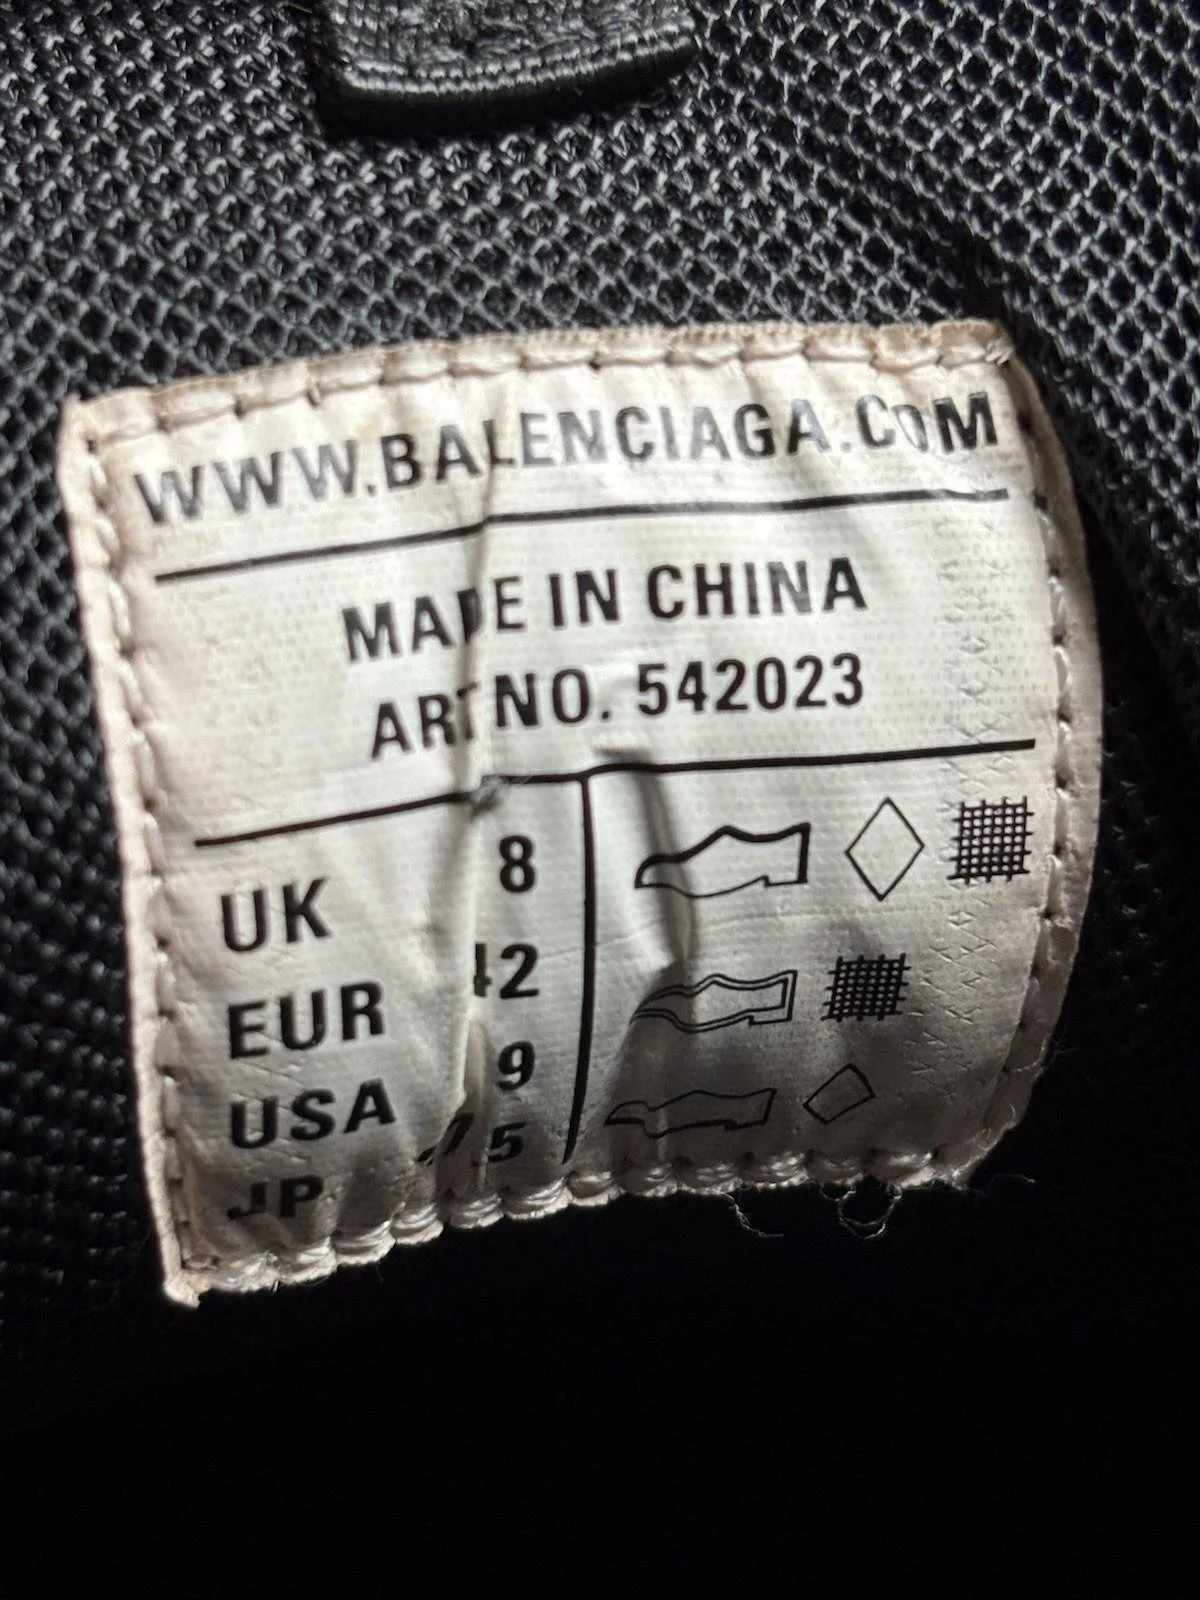 WWW.BALENCIAGA.COM
MADE IN CHINA
ART NO. 542023
UK 8
EUR 42
USA 9
JP